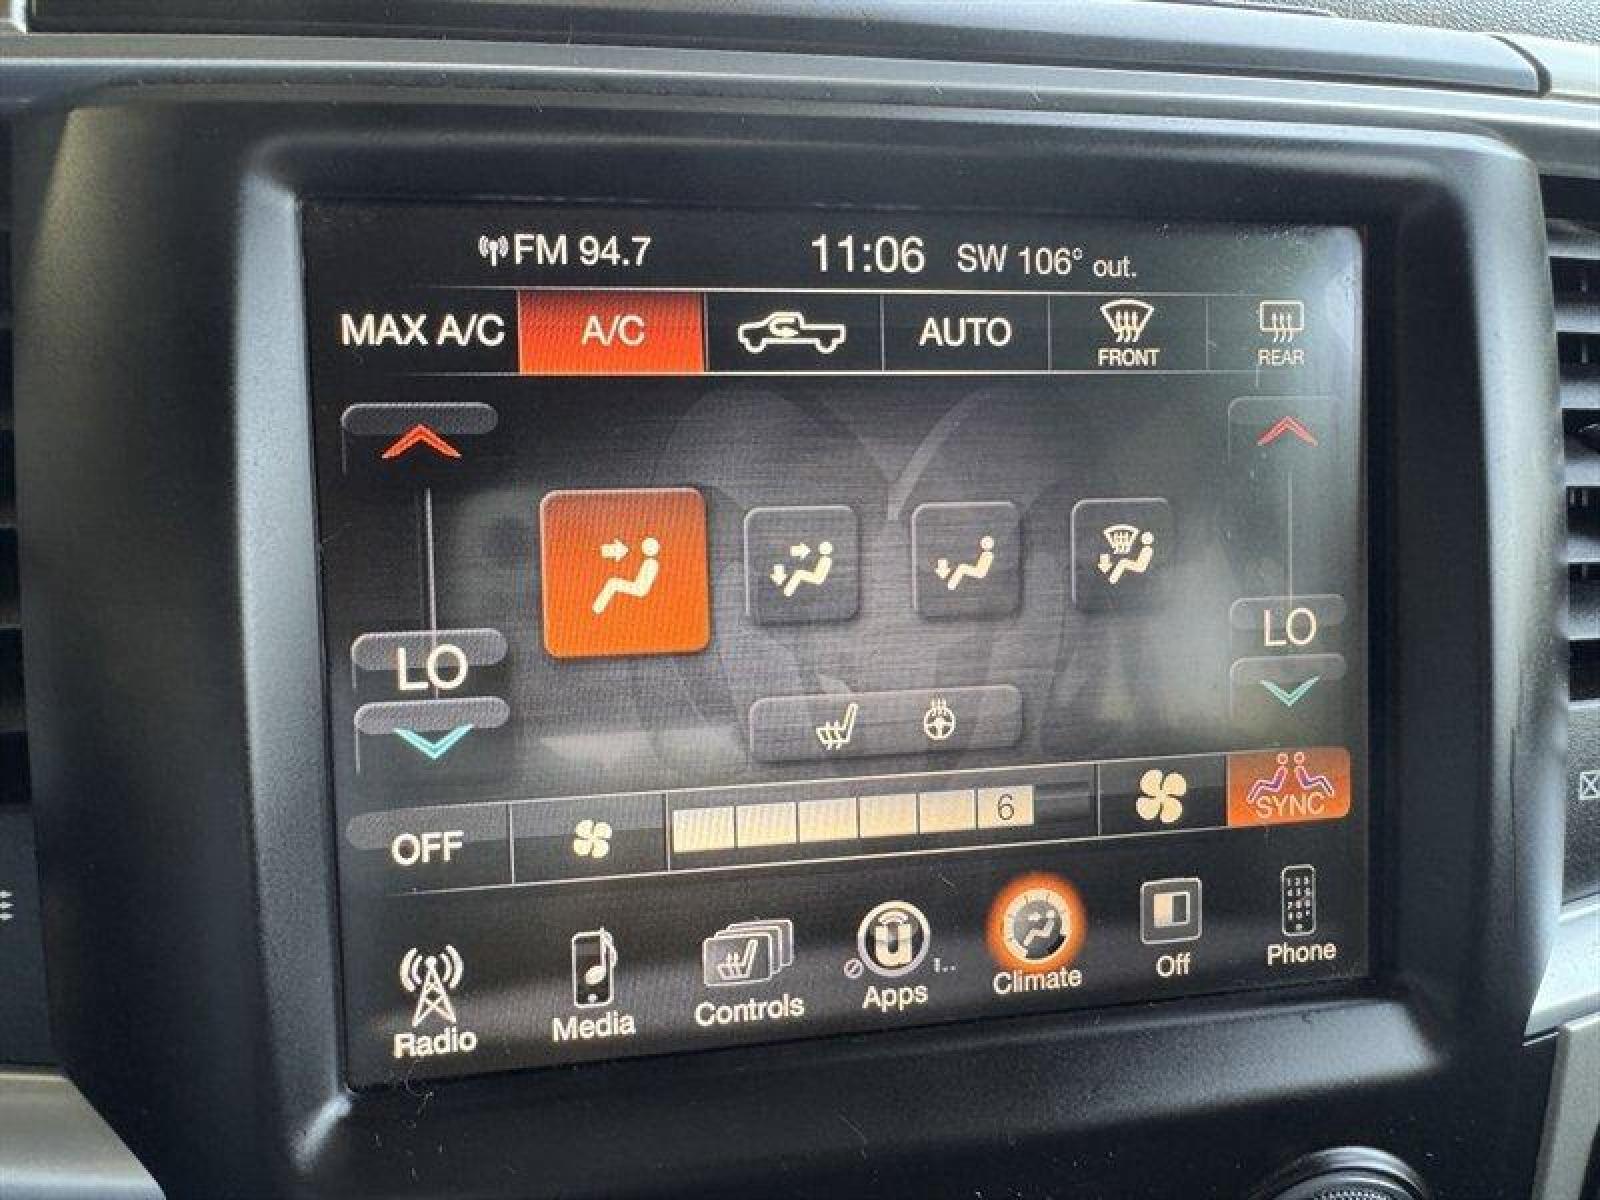 FM 94.7 11:06 SW 106° out.
MAX A/C A/C AUTO FRONT REAR
LO LO
OFF 6 SYNC
Radio Media Controls Apps Climate Off Phone